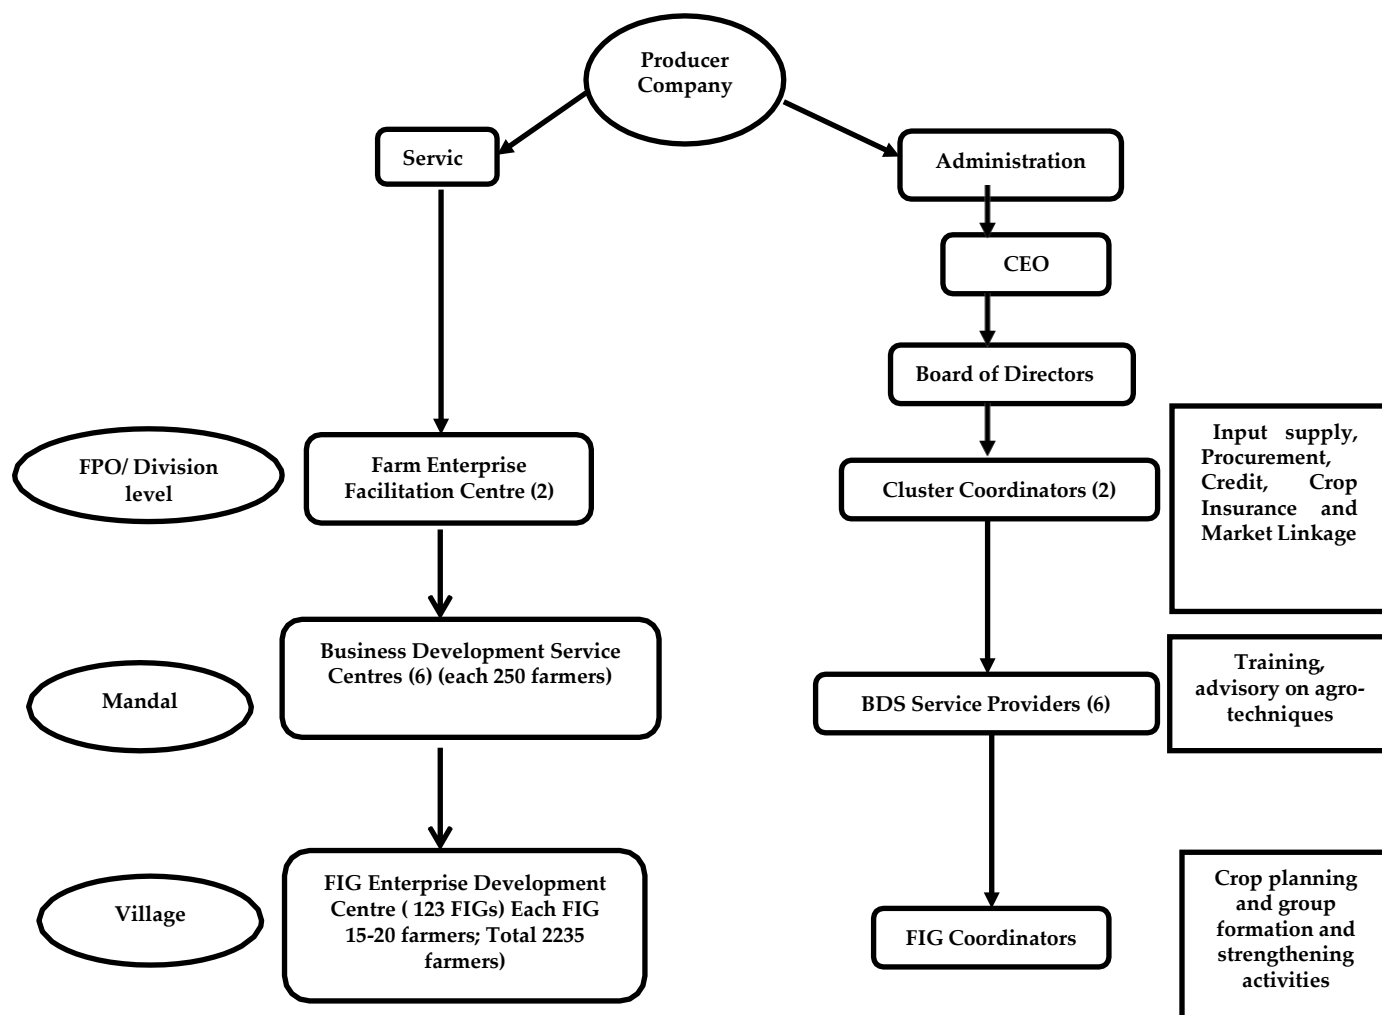 Producer
Company
Servic
Administration
CEO
Board of Directors
FPO/ Division
level
Farm Enterprise
Facilitation Centre (2)
Cluster Coordinators (2)
Input supply,
Procurement,
Credit, Crop
Insurance and
Market Linkage
Mandal
Business Development Service
Centres (6) (each 250 farmers)
BDS Service Providers (6)
Training,
advisory on agro-
techniques
Village
FIG Enterprise Development
Centre ( 123 FIGs) Each FIG
15-20 farmers; Total 2235
farmers)
FIG Coordinators
Crop planning
and group
formation and
strengthening
activities